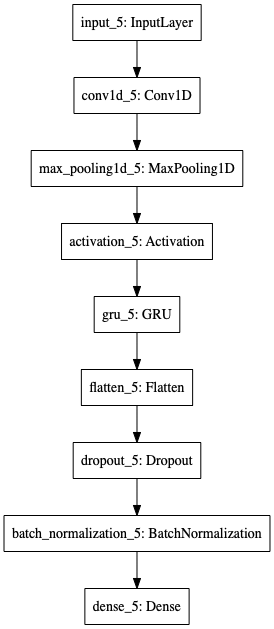 input_5: InputLayer
conv1d_5: Conv1D
max_pooling1d_5: MaxPooling1D
activation_5: Activation
gru_5: GRU
flatten_5: Flatten
dropout_5: Dropout
batch_normalization_5: BatchNormalization
dense_5: Dense